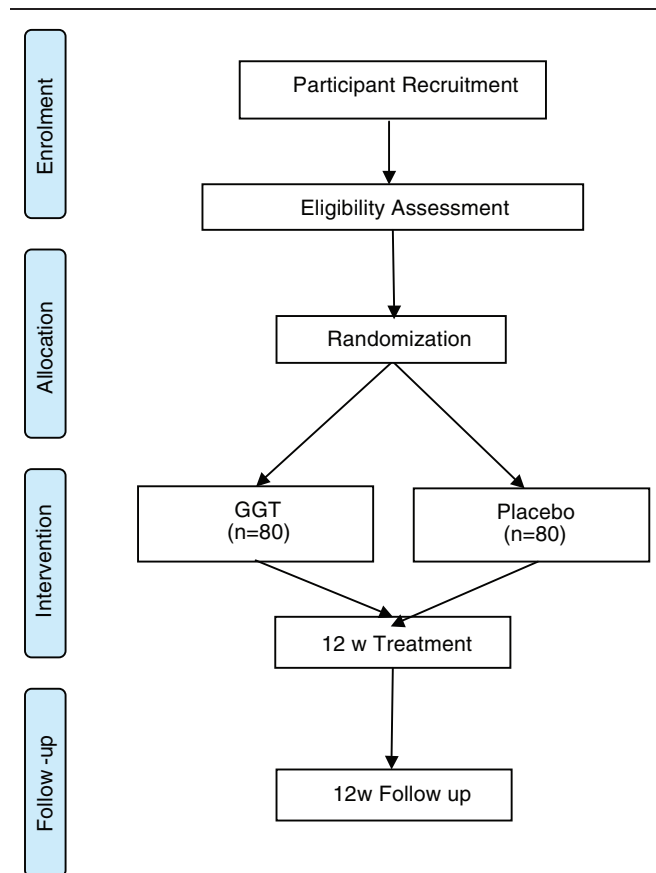 Enrolment
Participant Recruitment
Eligibility Assessment
Allocation
Randomization
Intervention
GGT
(n=80)
Placebo
(n=80)
12 w Treatment
Follow -up
12w Follow up